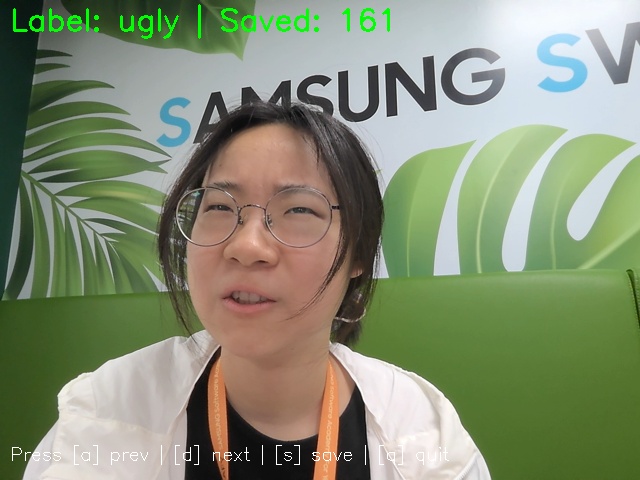 Label: ugly | Saved: 161
SAMSUNG SW
Press [a] prev | [d] next | [s] save | [q] quit